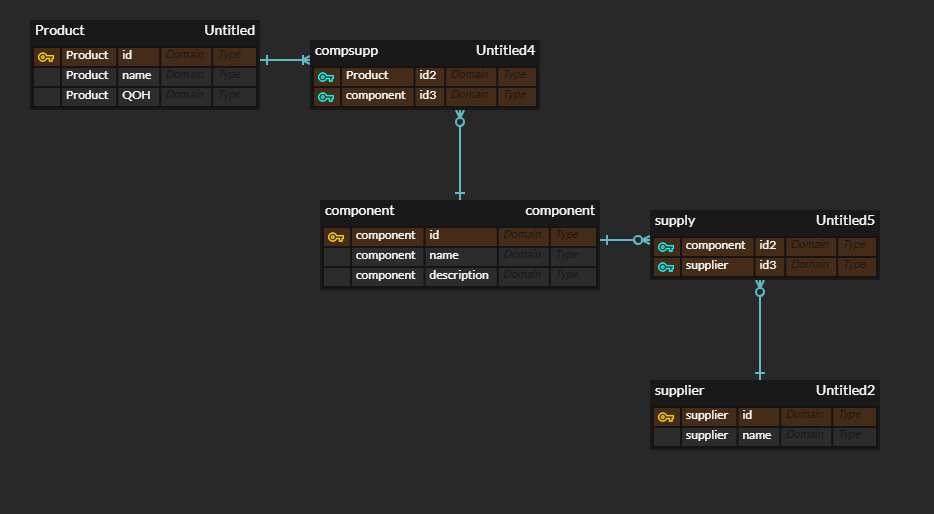 Product Untitled
Product id Domain Type
Product name Domain Type
Product QOH Domain Type
compsupp Untitled4
Product id2 Domain Type
component id3 Domain Type
component component
component id Domain Type
component name Domain Type
component description Domain Type
supply Untitled5
component id2 Domain Type
supplier id3 Domain Type
supplier Untitled2
supplier id Domain Type
supplier name Domain Type